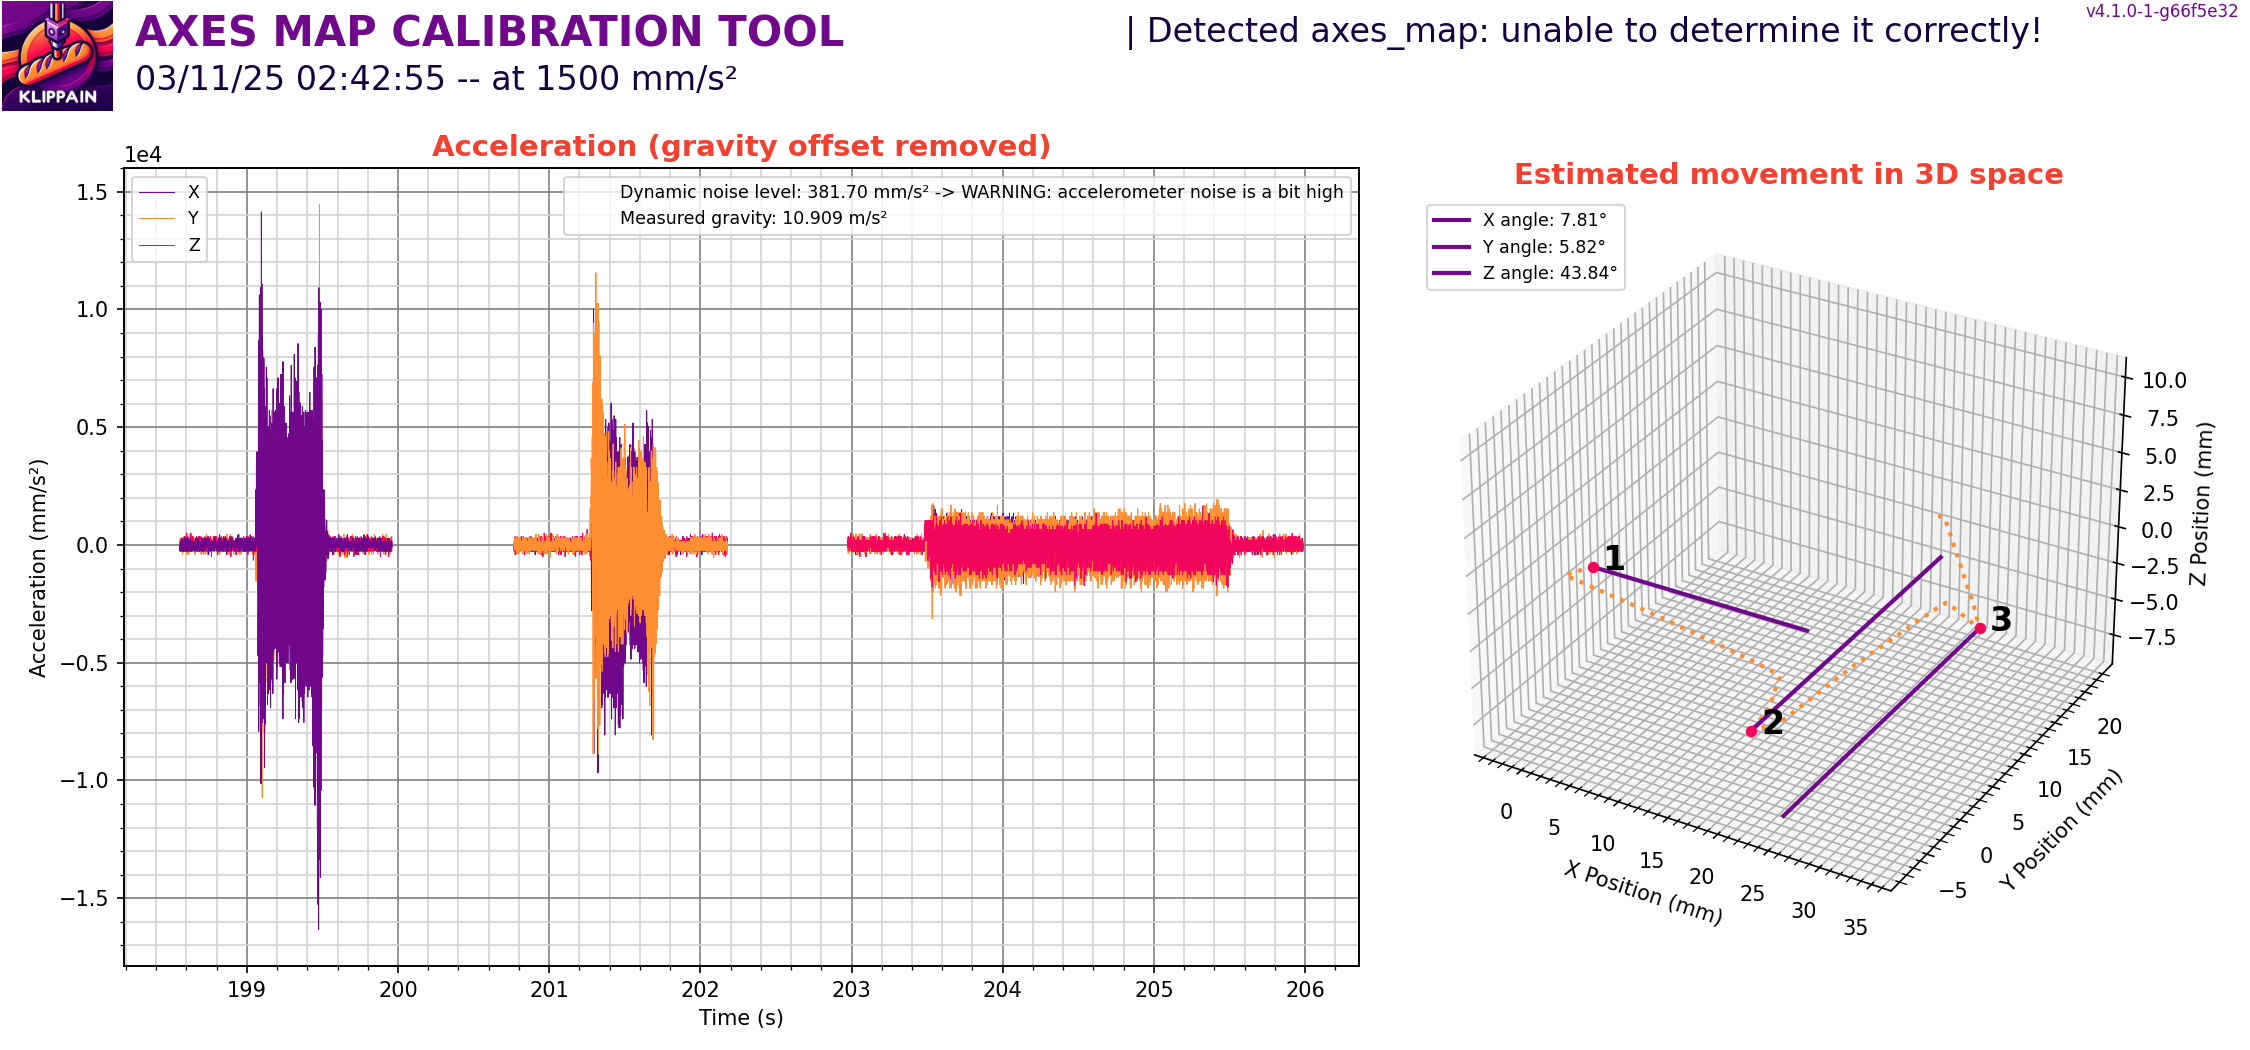 KLIPPAIN
AXES MAP CALIBRATION TOOL
03/11/25 02:42:55 -- at 1500 mm/s²
| Detected axes_map: unable to determine it correctly!
v4.1.0-1-g66f5e32
Acceleration (gravity offset removed)
1e4
X
Y
Z
Dynamic noise level: 381.70 mm/s² -> WARNING: accelerometer noise is a bit high
Measured gravity: 10.909 m/s²
Acceleration (mm/s²)
1.5
1.0
0.5
0.0
−0.5
−1.0
−1.5
199
200
201
202
203
204
205
206
Time (s)
Estimated movement in 3D space
X angle: 7.81°
Y angle: 5.82°
Z angle: 43.84°
1
2
3
10.0
7.5
5.0
2.5
0.0
−2.5
−5.0
−7.5
Z Position (mm)
20
15
10
5
0
−5
Y Position (mm)
0
5
10
15
20
25
30
35
X Position (mm)